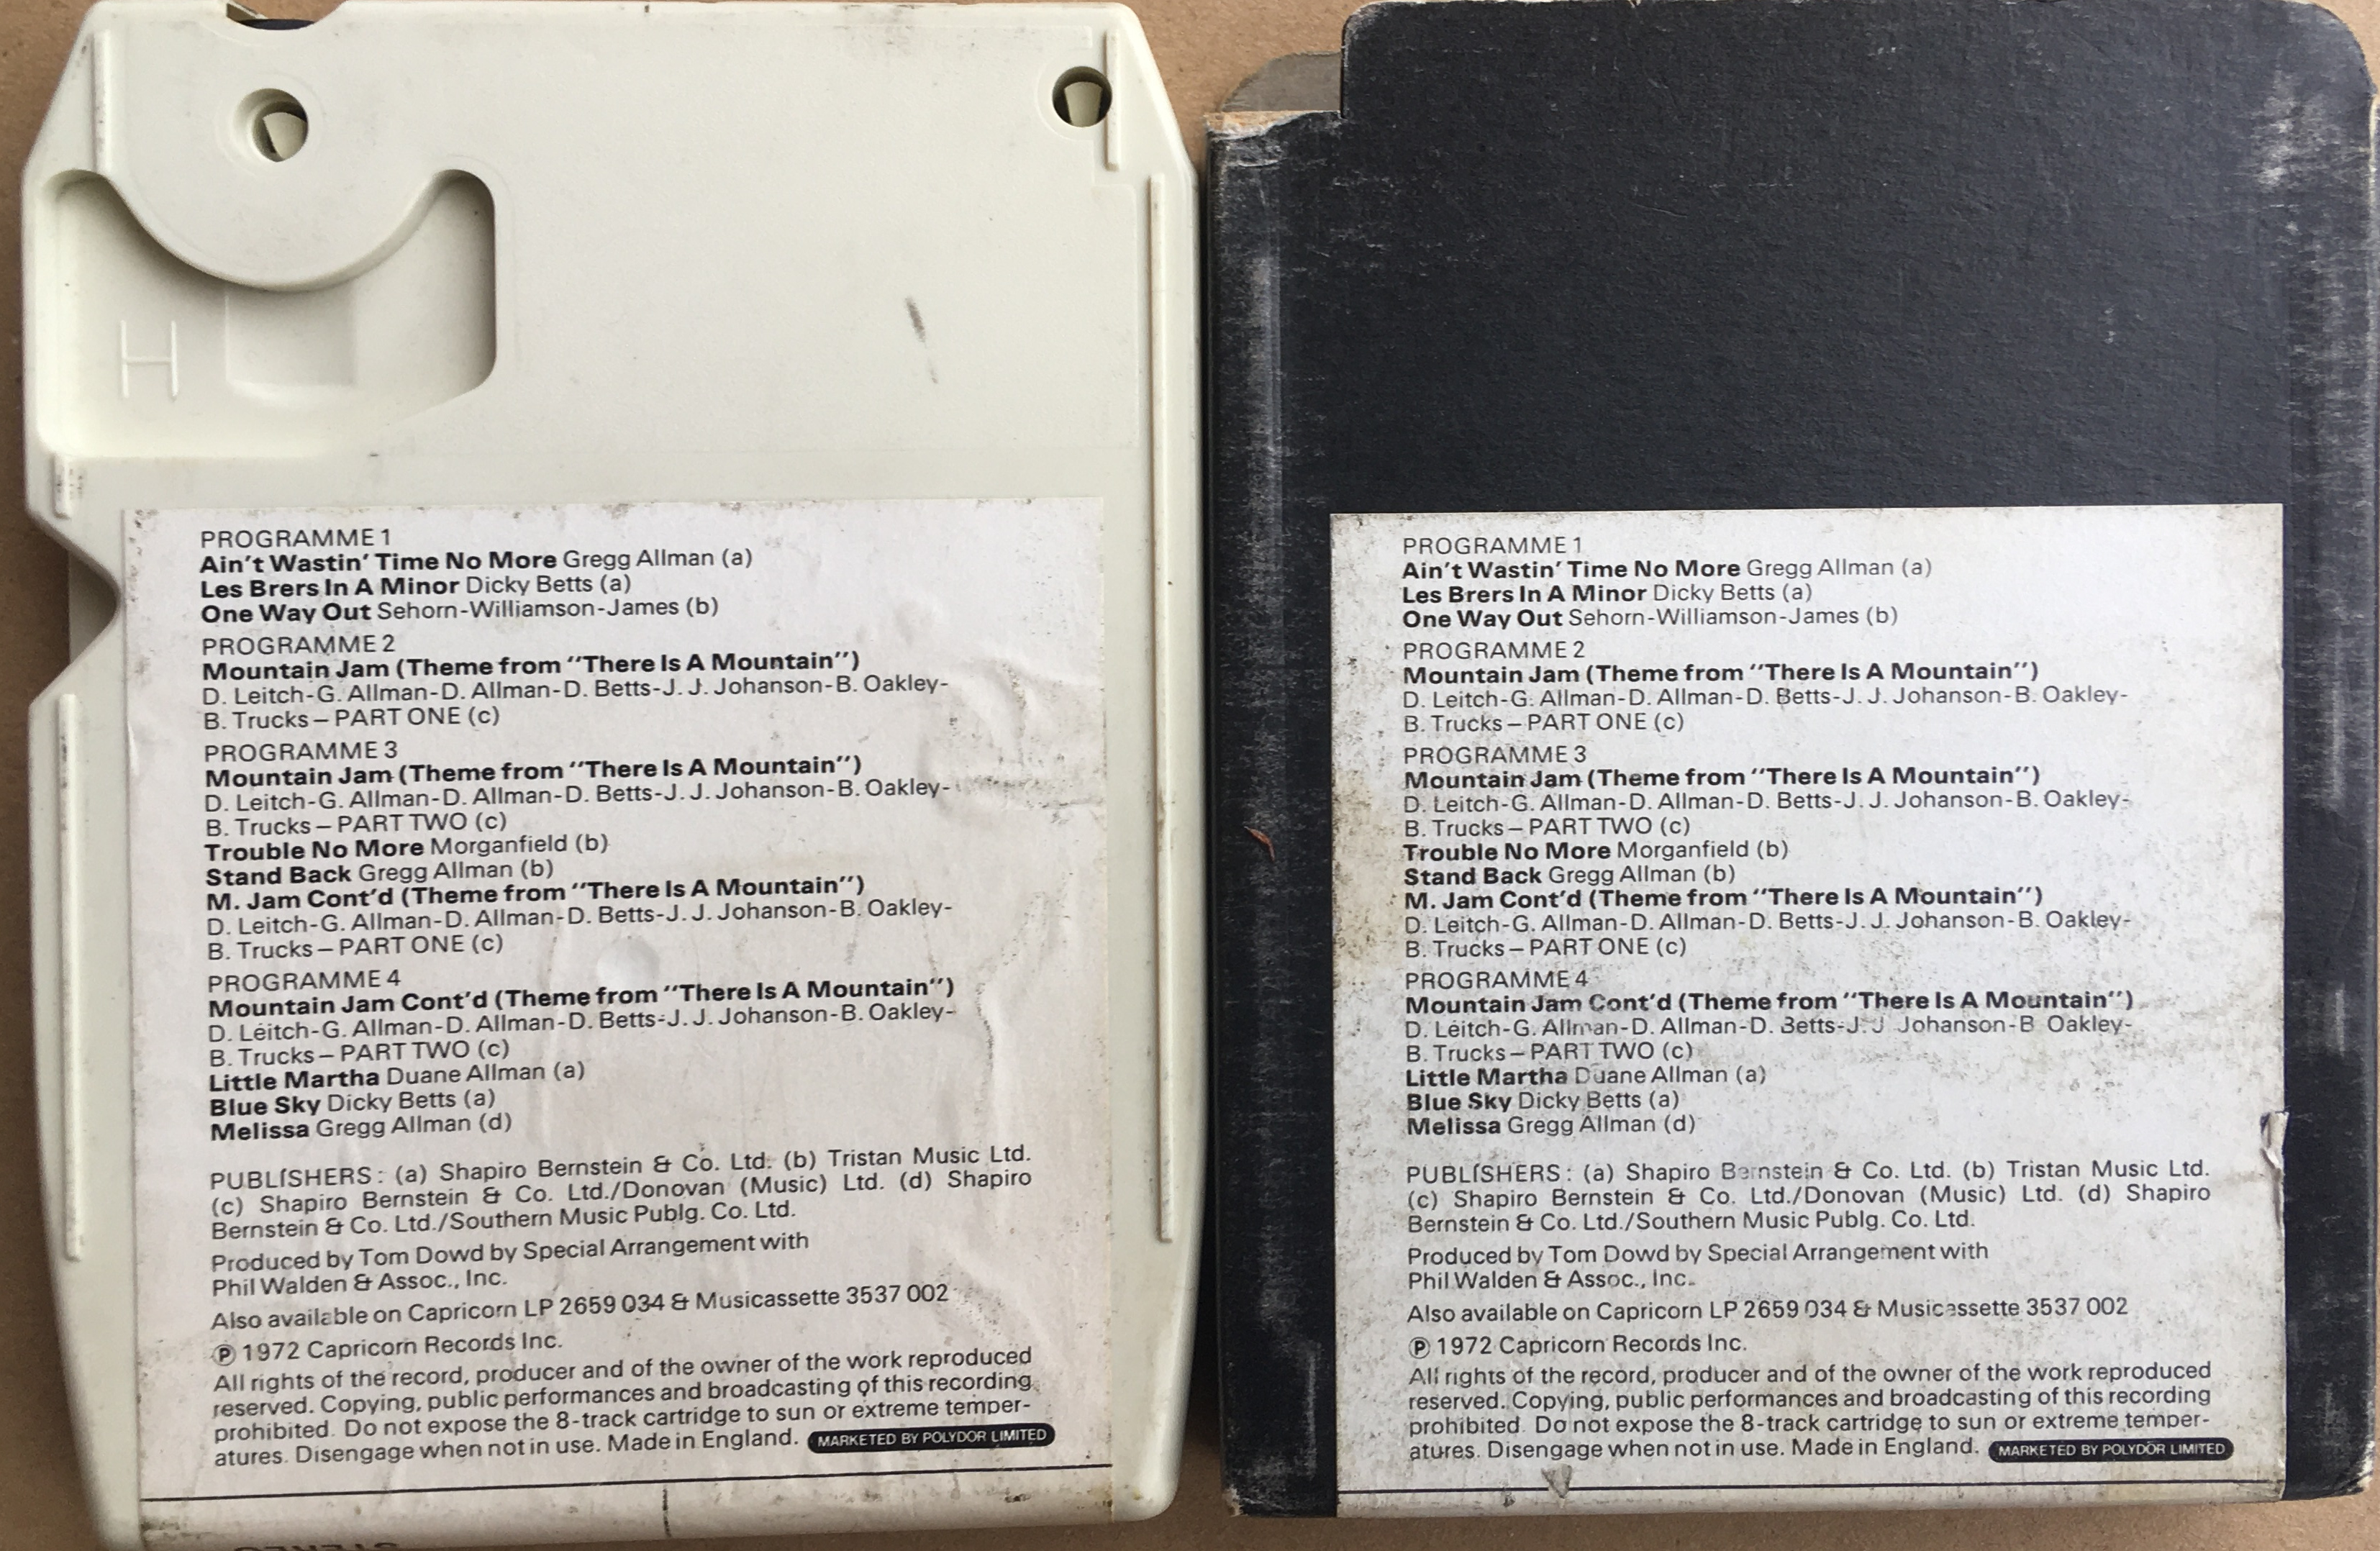 H
PROGRAMME 1
Ain't Wastin' Time No More Gregg Allman (a)
Les Brers In A Minor Dicky Betts (a)
One Way Out Sehorn-Williamson-James (b)
PROGRAMME 2
Mountain Jam (Theme from "There Is A Mountain")
D. Leitch-G. Allman-D. Allman-D. Betts-J. J. Johanson-B. Oakley-
B. Trucks – PART ONE (c)
PROGRAMME 3
Mountain Jam (Theme from "There Is A Mountain")
D. Leitch-G. Allman-D. Allman-D. Betts-J. J. Johanson-B. Oakley-
B. Trucks – PART TWO (c)
Trouble No More Morganfield (b)
Stand Back Gregg Allman (b)
M. Jam Cont'd (Theme from "There Is A Mountain")
D. Leitch-G. Allman-D. Allman-D. Betts-J. J. Johanson-B. Oakley-
B. Trucks – PART ONE (c)
PROGRAMME 4
Mountain Jam Cont'd (Theme from "There Is A Mountain")
D. Leitch-G. Allman-D. Allman-D. Betts-J. J. Johanson-B. Oakley-
B. Trucks – PART TWO (c)
Little Martha Duane Allman (a)
Blue Sky Dicky Betts (a)
Melissa Gregg Allman (d)
PUBLISHERS : (a) Shapiro Bernstein & Co. Ltd. (b) Tristan Music Ltd.
(c) Shapiro Bernstein & Co. Ltd./Donovan (Music) Ltd. (d) Shapiro
Bernstein & Co. Ltd./Southern Music Publg. Co. Ltd.
Produced by Tom Dowd by Special Arrangement with
Phil Walden & Assoc., Inc.
Also available on Capricorn LP 2659 034 & Musicassette 3537 002
℗ 1972 Capricorn Records Inc.
All rights of the record, producer and of the owner of the work reproduced
reserved. Copying, public performances and broadcasting of this recording
prohibited. Do not expose the 8-track cartridge to sun or extreme temper-
atures. Disengage when not in use. Made in England. MARKETED BY POLYDOR LIMITED
PROGRAMME 1
Ain't Wastin' Time No More Gregg Allman (a)
Les Brers In A Minor Dicky Betts (a)
One Way Out Sehorn-Williamson-James (b)
PROGRAMME 2
Mountain Jam (Theme from "There Is A Mountain")
D. Leitch-G. Allman-D. Allman-D. Betts-J. J. Johanson-B. Oakley-
B. Trucks – PART ONE (c)
PROGRAMME 3
Mountain Jam (Theme from "There Is A Mountain")
D. Leitch-G. Allman-D. Allman-D. Betts-J. J. Johanson-B. Oakley-
B. Trucks – PART TWO (c)
Trouble No More Morganfield (b)
Stand Back Gregg Allman (b)
M. Jam Cont'd (Theme from "There Is A Mountain")
D. Leitch-G. Allman-D. Allman-D. Betts-J. J. Johanson-B. Oakley-
B. Trucks – PART ONE (c)
PROGRAMME 4
Mountain Jam Cont'd (Theme from "There Is A Mountain")
D. Leitch-G. Allman-D. Allman-D. Betts-J. J Johanson-B Oakley-
B. Trucks – PART TWO (c)
Little Martha Duane Allman (a)
Blue Sky Dicky Betts (a)
Melissa Gregg Allman (d)
PUBLISHERS : (a) Shapiro Bernstein & Co. Ltd. (b) Tristan Music Ltd.
(c) Shapiro Bernstein & Co. Ltd./Donovan (Music) Ltd. (d) Shapiro
Bernstein & Co. Ltd./Southern Music Publg. Co. Ltd.
Produced by Tom Dowd by Special Arrangement with
Phil Walden & Assoc., Inc.
Also available on Capricorn LP 2659 034 & Musicassette 3537 002
℗ 1972 Capricorn Records Inc.
All rights of the record, producer and of the owner of the work reproduced
reserved. Copying, public performances and broadcasting of this recording
prohibited. Do not expose the 8-track cartridge to sun or extreme temper-
atures. Disengage when not in use. Made in England. MARKETED BY POLYDOR LIMITED